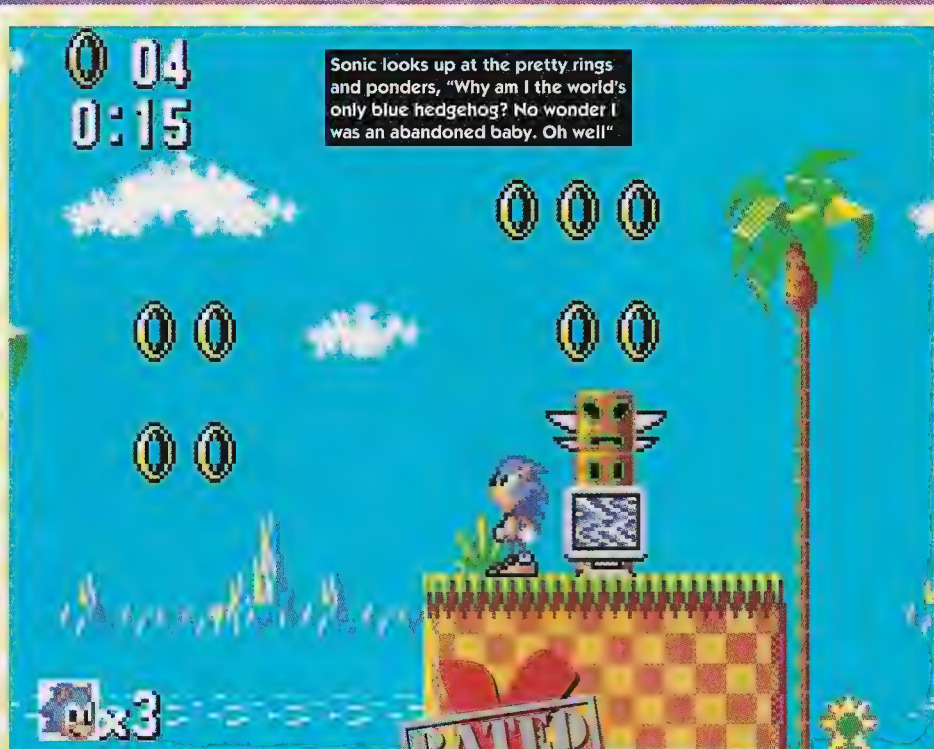 04
0:15
Sonic looks up at the pretty rings
and ponders, “Why am I the world's
only blue hedgehog? No wonder I
was an abandoned baby. Oh well“
x3
RATED